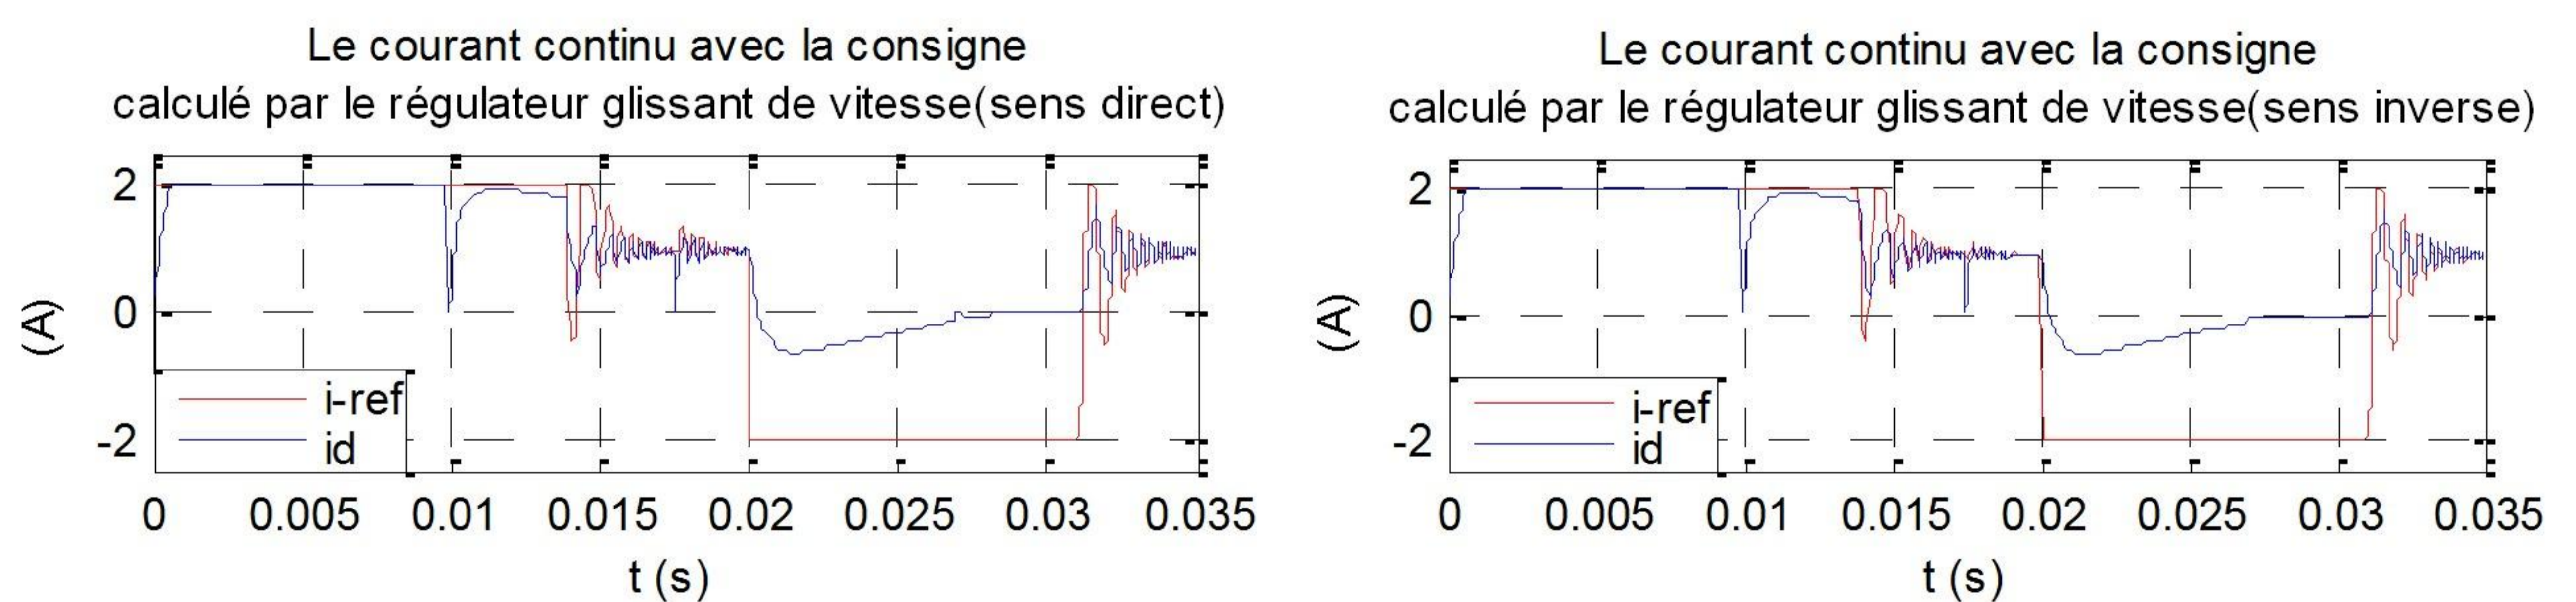 Le courant continu avec la consigne
calculé par le régulateur glissant de vitesse(sens direct)
2
0
-2
(A)
i-ref
id
0 0.005 0.01 0.015 0.02 0.025 0.03 0.035
t (s)
Le courant continu avec la consigne
calculé par le régulateur glissant de vitesse(sens inverse)
2
0
-2
(A)
i-ref
id
0 0.005 0.01 0.015 0.02 0.025 0.03 0.035
t (s)